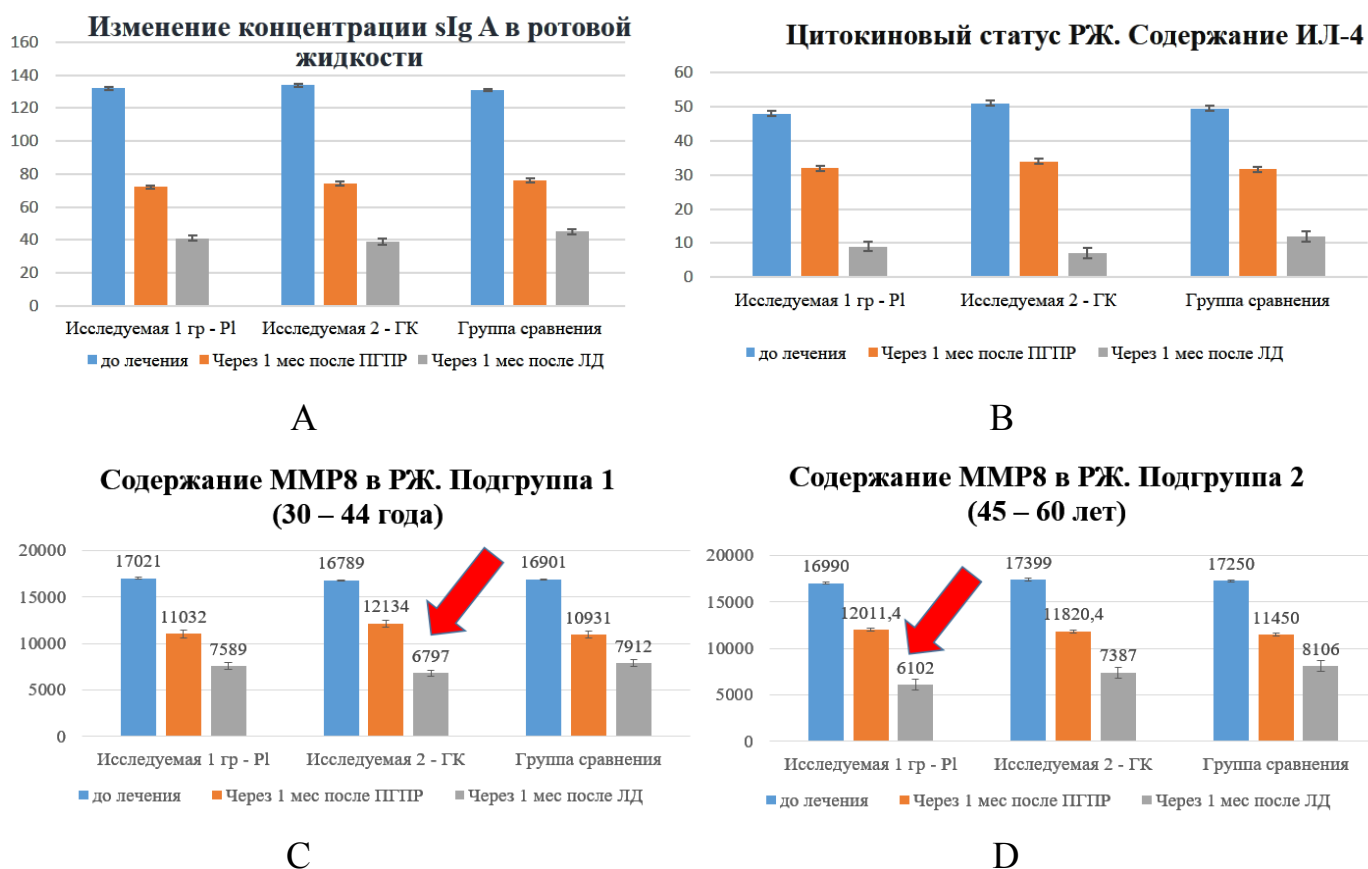 Изменение концентрации sIg A в ротовой
жидкости
160
140
120
100
80
60
40
20
0
Исследуемая 1 гр - Pl
Исследуемая 2 - ГК
Группа сравнения
до лечения
Через 1 мес после ПГПР
Через 1 мес после ЛД
A
Цитокиновый статус РЖ. Содержание ИЛ-4
60
50
40
30
20
10
0
Исследуемая 1 гр - Pl
Исследуемая 2 - ГК
Группа сравнения
до лечения
Через 1 мес после ПГПР
Через 1 мес после ЛД
B
Содержание ММР8 в РЖ. Подгруппа 1
(30 – 44 года)
20000
15000
10000
5000
0
17021
11032
7589
16789
12134
6797
16901
10931
7912
Исследуемая 1 гр - Pl
Исследуемая 2 - ГК
Группа сравнения
до лечения
Через 1 мес после ПГПР
Через 1 мес после ЛД
C
Содержание ММР8 в РЖ. Подгруппа 2
(45 – 60 лет)
20000
15000
10000
5000
0
16990
12011,4
6102
17399
11820,4
7387
17250
11450
8106
Исследуемая 1 гр - Pl
Исследуемая 2 - ГК
Группа сравнения
до лечения
Через 1 мес после ПГПР
Через 1 мес после ЛД
D